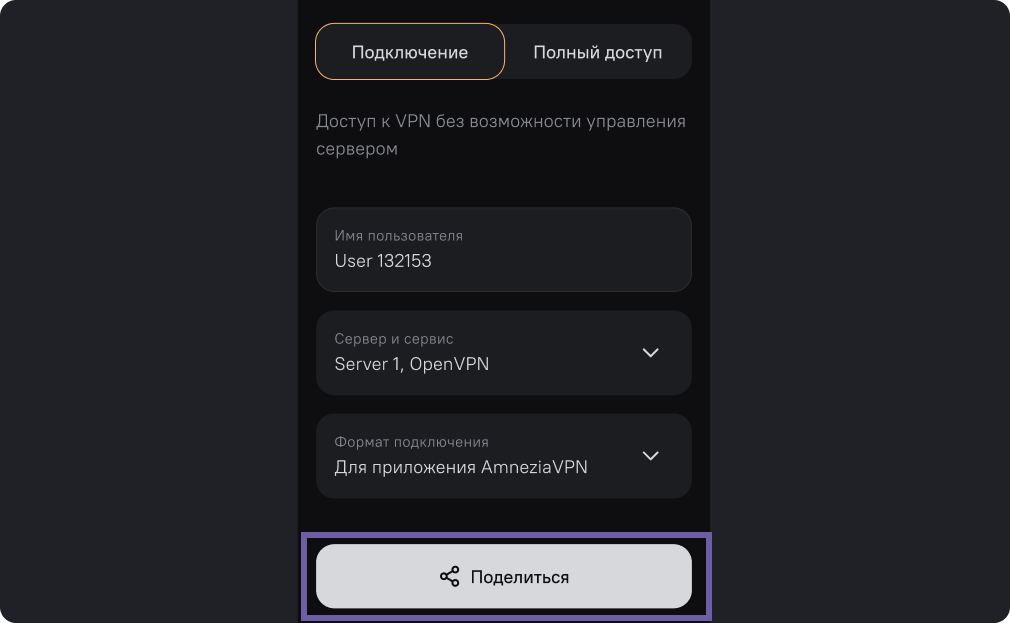 Подключение
Полный доступ
Доступ к VPN без возможности управления
сервером
Имя пользователя
User 132153
Сервер и сервис
Server 1, OpenVPN
Формат подключения
Для приложения AmneziaVPN
Поделиться